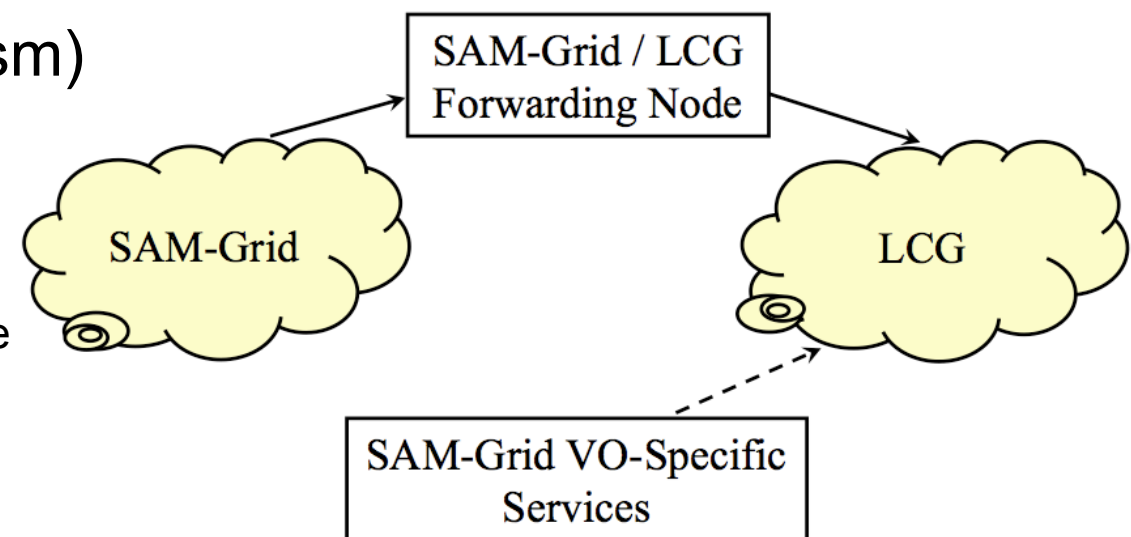 sm)
SAM-Grid / LCG
Forwarding Node
SAM-Grid
LCG
e
SAM-Grid VO-Specific
Services